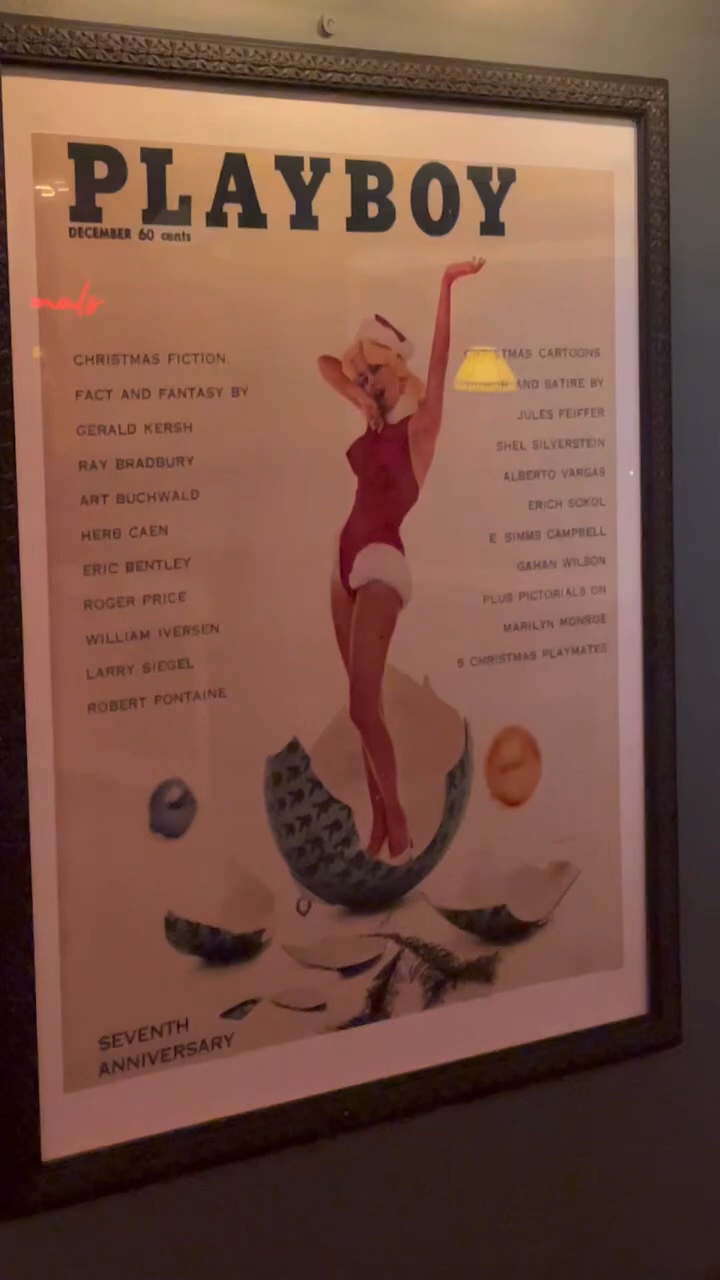 PLAYBOY
DECEMBER 60 cents
CHRISTMAS FICTION,
FACT AND FANTASY BY
GERALD KERSH
RAY BRADBURY
ART BUCHWALD
HERB CAEN
ERIC BENTLEY
ROGER PRICE
WILLIAM IVERSEN
LARRY SIEGEL
ROBERT FONTAINE
TMAS CARTOONS
AND SATIRE BY
JULES FEIFFER
SHEL SILVERSTEIN
ALBERTO VARGAS
ERICH SOKOL
E SIMMS CAMPBELL
GAHAN WILSON
PLUS PICTORIALS ON
MARILYN MONROE
5 CHRISTMAS PLAYMATES
SEVENTH
ANNIVERSARY